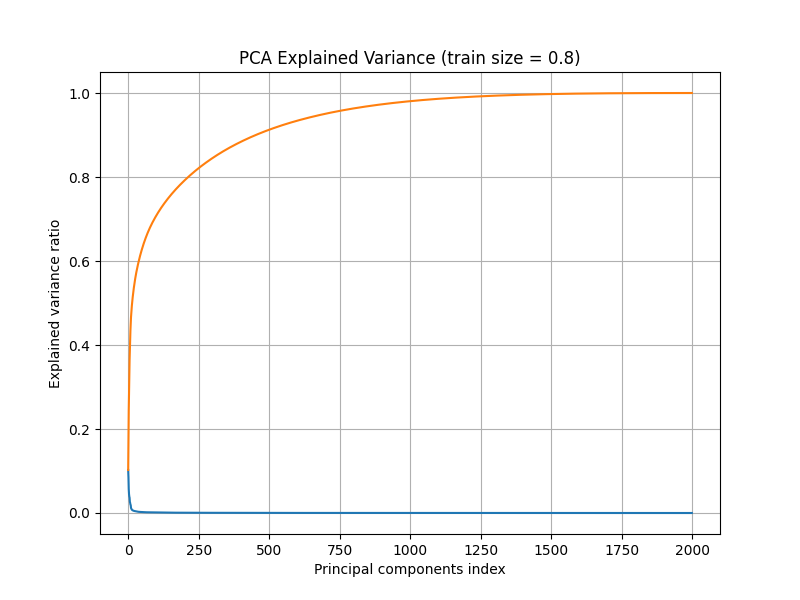 PCA Explained Variance (train size = 0.8)
Explained variance ratio
1.0
0.8
0.6
0.4
0.2
0.0
0 250 500 750 1000 1250 1500 1750 2000
Principal components index